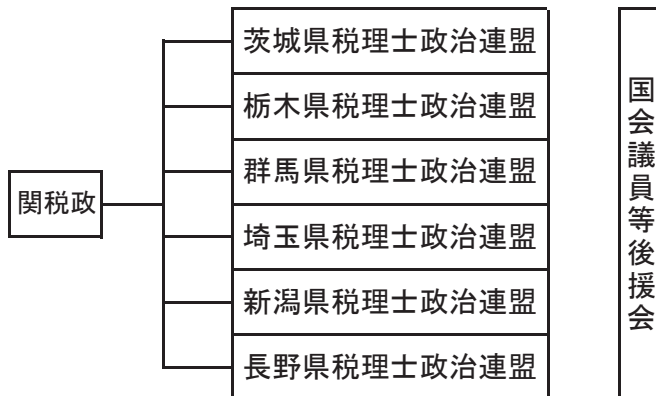 関税政
茨城県税理士政治連盟
栃木県税理士政治連盟
群馬県税理士政治連盟
埼玉県税理士政治連盟
新潟県税理士政治連盟
長野県税理士政治連盟
国会議員等後援会